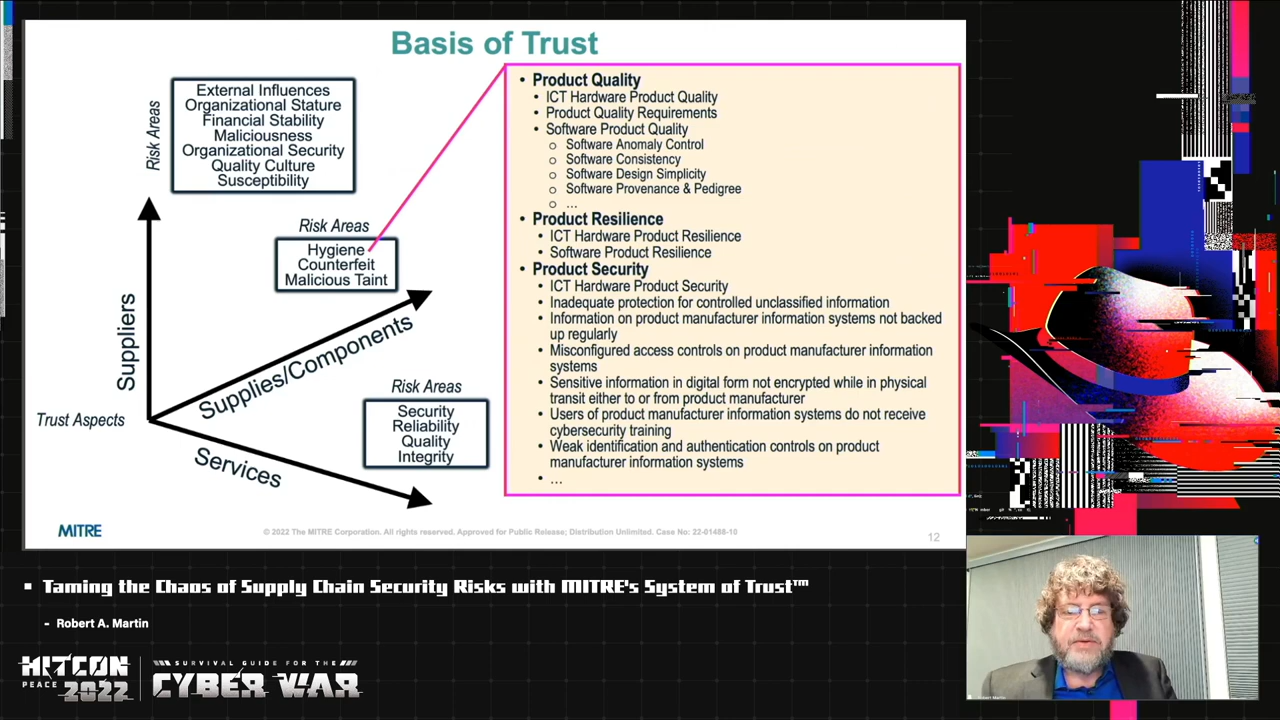 Basis of Trust
Risk Areas
External Influences
Organizational Stature
Financial Stability
Maliciousness
Organizational Security
Quality Culture
Susceptibility
Risk Areas
Hygiene
Counterfeit
Malicious Taint
Suppliers
Supplies/Components
Risk Areas
Security
Reliability
Quality
Integrity
Trust Aspects
Services
• Product Quality
• ICT Hardware Product Quality
• Product Quality Requirements
• Software Product Quality
o Software Anomaly Control
o Software Consistency
o Software Design Simplicity
o Software Provenance & Pedigree
o ...
• Product Resilience
• ICT Hardware Product Resilience
• Software Product Resilience
• Product Security
• ICT Hardware Product Security
• Inadequate protection for controlled unclassified information
• Information on product manufacturer information systems not backed
up regularly
• Misconfigured access controls on product manufacturer information
systems
• Sensitive information in digital form not encrypted while in physical
transit either to or from product manufacturer
• Users of product manufacturer information systems do not receive
cybersecurity training
• Weak identification and authentication controls on product
manufacturer information systems
• ...
MITRE
© 2022 The MITRE Corporation. All rights reserved. Approved for Public Release; Distribution Unlimited. Case No: 22-01488-10
12
Taming the Chaos of Supply Chain Security Risks with MITRE's System of Trust™
- Robert A. Martin
HITCON
PEACE 2022
SURVIVAL GUIDE FOR THE
CYBER WAR
Robert Martin